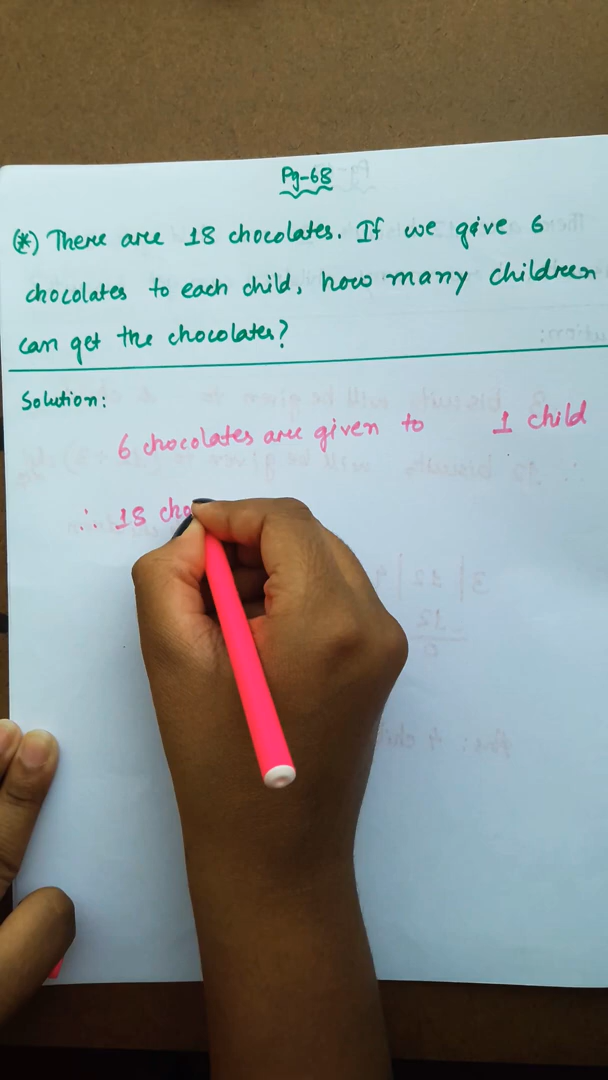 Pg-68
(*) There are 18 chocolates. If we give 6
chocolates to each child, how many children
can get the chocolates?
Solution:
6 chocolates are given to 1 child
∴ 18 cho